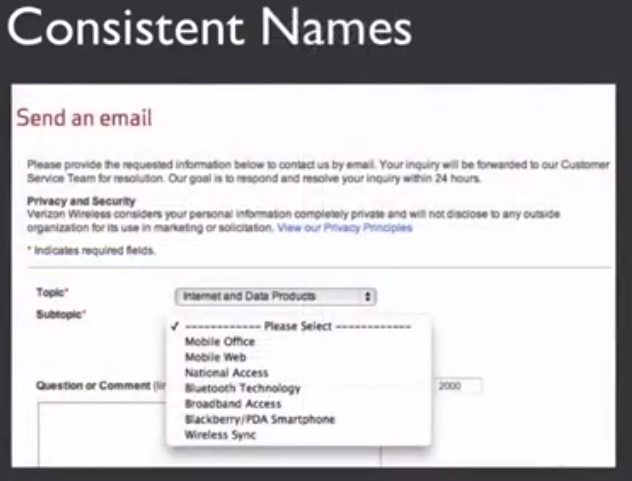 Consistent Names
Send an email
Please provide the requested information below to contact us by email. Your inquiry will be forwarded to our Customer
Service Team for resolution. Our goal is to respond and resolve your inquiry within 24 hours.
Privacy and Security
Verizon Wireless considers your personal information completely private and will not disclose to any outside
organization for its use in marketing or solicitation. View our Privacy Principles
* Indicates required fields.
Topic* Internet and Data Products
Subtopic*
✓ ------------ Please Select ------------
Mobile Office
Mobile Web
National Access
Bluetooth Technology
Broadband Access
Blackberry/PDA Smartphone
Wireless Sync
Question or Comment 2000